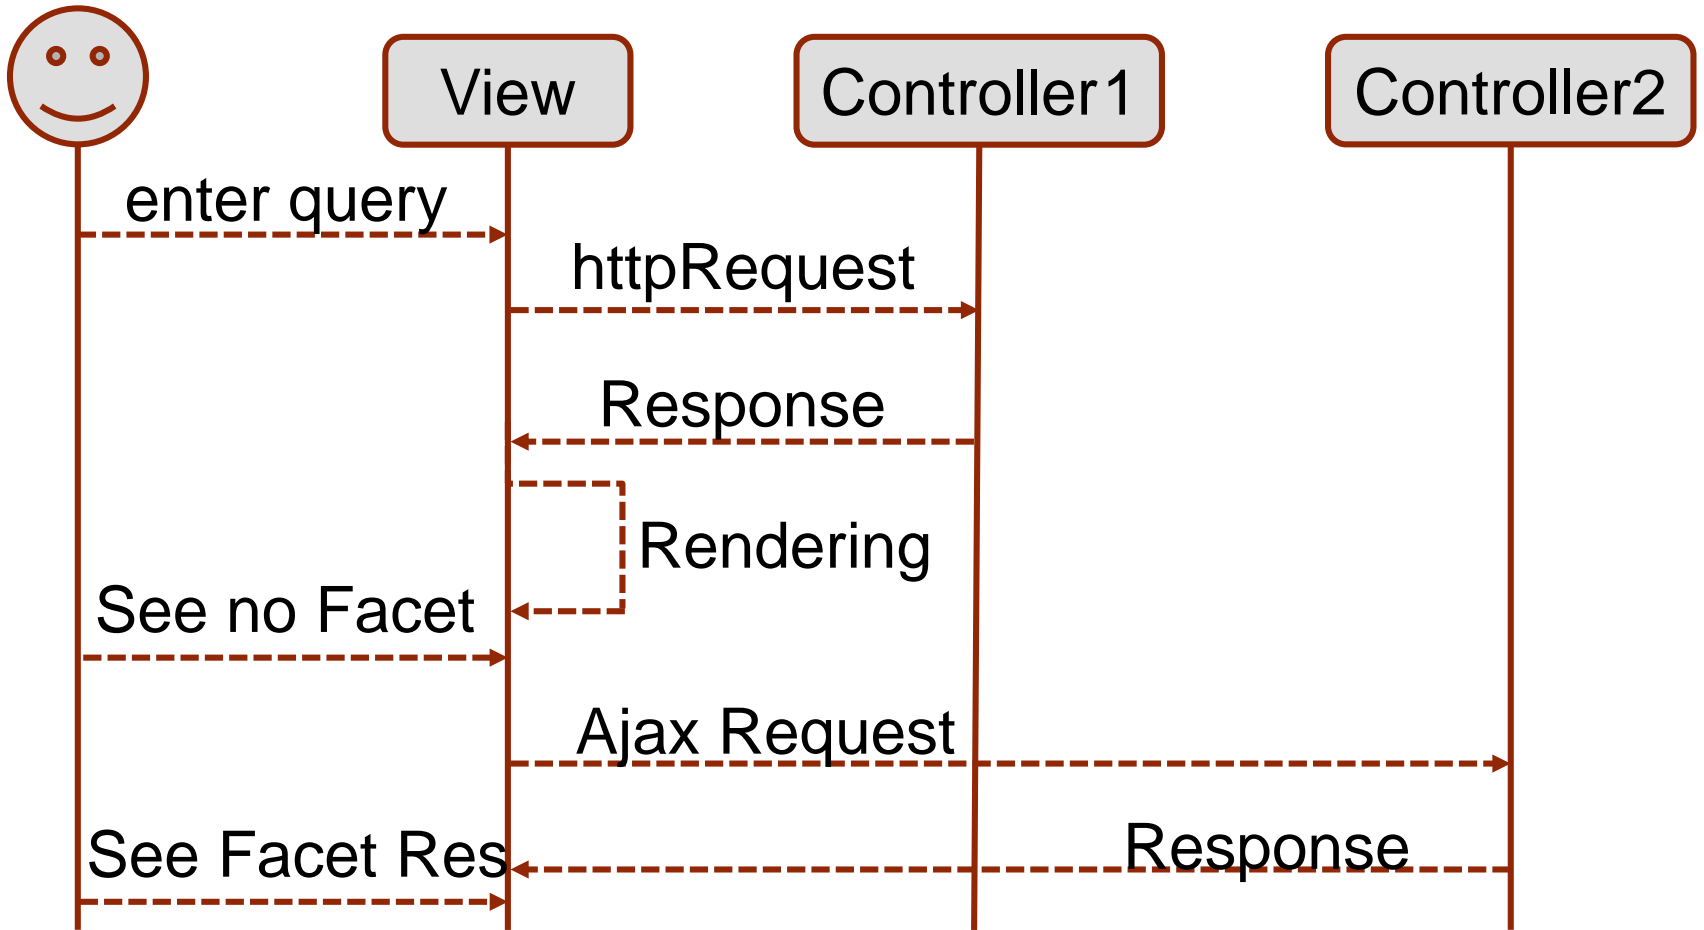 View
Controller1
Controller2
enter query
httpRequest
Response
Rendering
See no Facet
Ajax Request
Response
See Facet Res